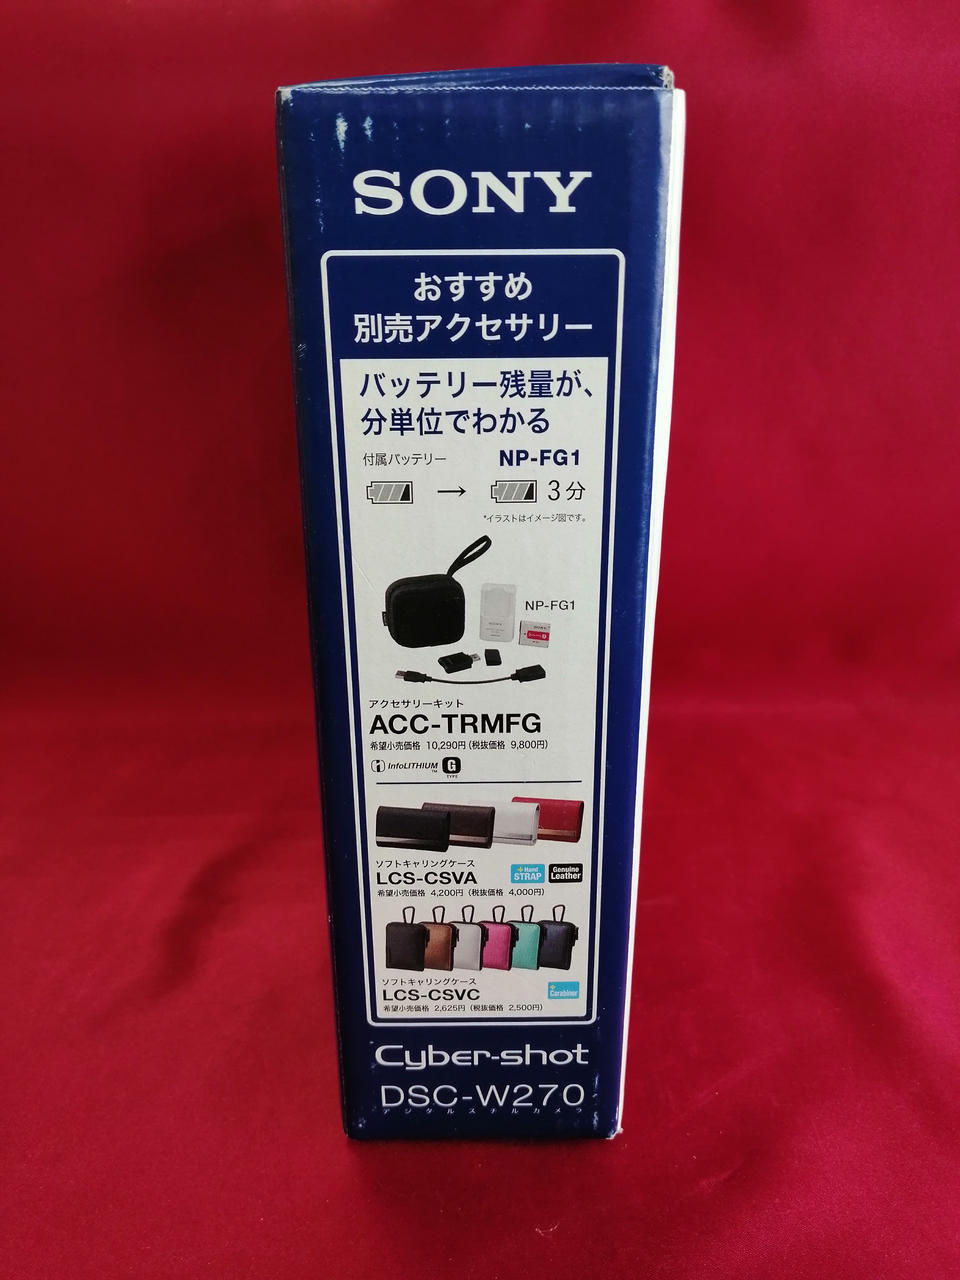 SONY
おすすめ
別売アクセサリー
バッテリー残量が、
分単位でわかる
付属バッテリー NP-FG1
→ 3分
*イラストはイメージ図です。
NP-FG1
SONY
SONY
アクセサリーキット
ACC-TRMFG
希望小売価格 10,290円(税抜価格 9,800円)
InfoLITHIUM TM G TYPE
ソフトキャリングケース
LCS-CSVA
+Hand STRAP
Genuine Leather
希望小売価格 4,200円(税抜価格 4,000円)
ソフトキャリングケース
LCS-CSVC
+Carabiner
希望小売価格 2,625円(税抜価格 2,500円)
Cyber-shot
DSC-W270
デジタルスチルカメラ